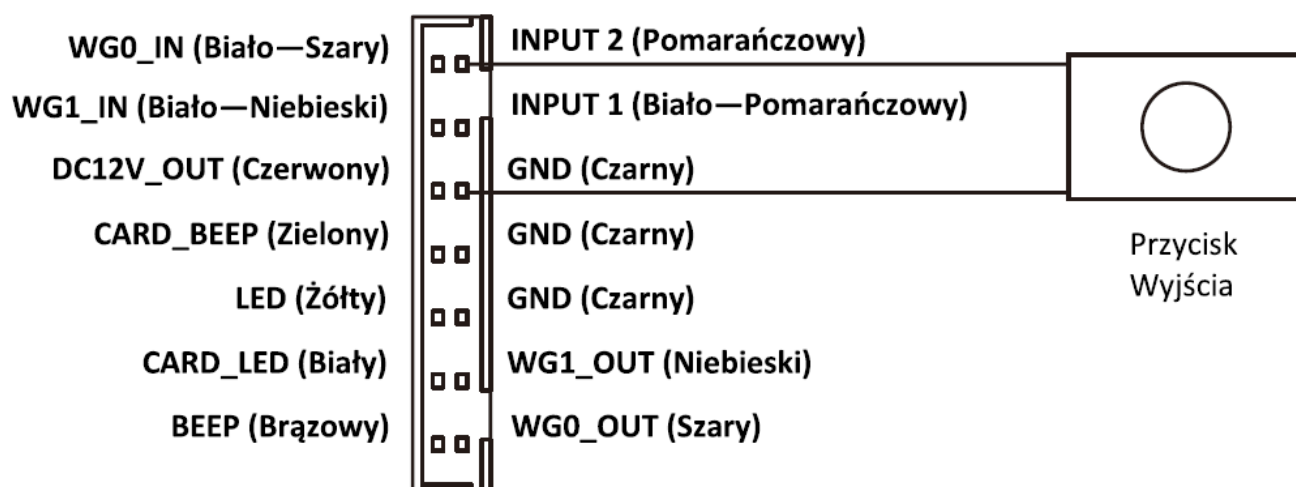 WG0_IN (Biało—Szary)
INPUT 2 (Pomarańczowy)
WG1_IN (Biało—Niebieski)
INPUT 1 (Biało—Pomarańczowy)
DC12V_OUT (Czerwony)
GND (Czarny)
CARD_BEEP (Zielony)
GND (Czarny)
LED (Żółty)
GND (Czarny)
CARD_LED (Biały)
WG1_OUT (Niebieski)
BEEP (Brązowy)
WG0_OUT (Szary)
Przycisk
Wyjścia